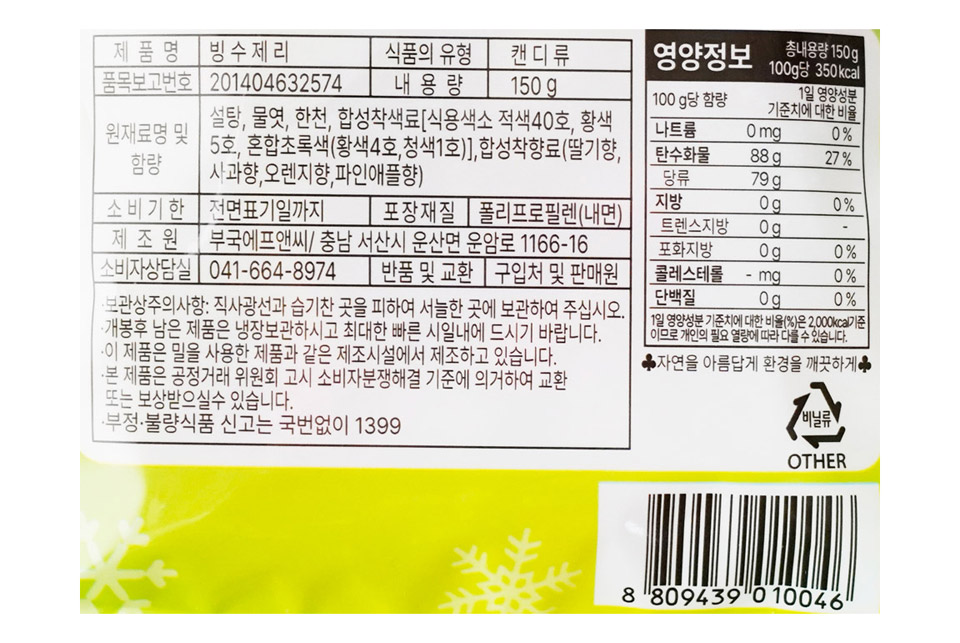 제 품 명 빙 수 제 리 식품의 유형 캔 디 류
품목보고번호 201404632574 내 용 량 150 g
원재료명 및 함량
설탕, 물엿, 한천, 합성착색료[식용색소 적색40호, 황색
5호, 혼합초록색(황색4호,청색1호)],합성착향료(딸기향,
사과향,오렌지향,파인애플향)
소 비 기 한 전면표기일까지 포장재질 폴리프로필렌(내면)
제 조 원 부국에프앤씨/ 충남 서산시 운산면 운암로 1166-16
소비자상담실 041-664-8974 반품 및 교환 구입처 및 판매원
·보관상주의사항: 직사광선과 습기찬 곳을 피하여 서늘한 곳에 보관하여 주십시오.
·개봉후 남은 제품은 냉장보관하시고 최대한 빠른 시일내에 드시기 바랍니다.
·이 제품은 밀을 사용한 제품과 같은 제조시설에서 제조하고 있습니다.
·본 제품은 공정거래 위원회 고시 소비자분쟁해결 기준에 의거하여 교환
또는 보상받으실수 있습니다.
·부정·불량식품 신고는 국번없이 1399
영양정보 총내용량 150 g
100g당 350 kcal
100 g당 함량 1일 영양성분
기준치에 대한 비율
나트륨 0 mg 0 %
탄수화물 88 g 27 %
당류 79 g
지방 0 g 0 %
트렌스지방 0 g -
포화지방 0 g 0 %
콜레스테롤 - mg 0 %
단백질 0 g 0 %
1일 영양성분 기준치에 대한 비율(%)은 2,000kcal기준
이므로 개인의 필요 열량에 따라 다를 수 있습니다.
♣자연을 아름답게 환경을 깨끗하게♣
비닐류
OTHER
8 809439 010046